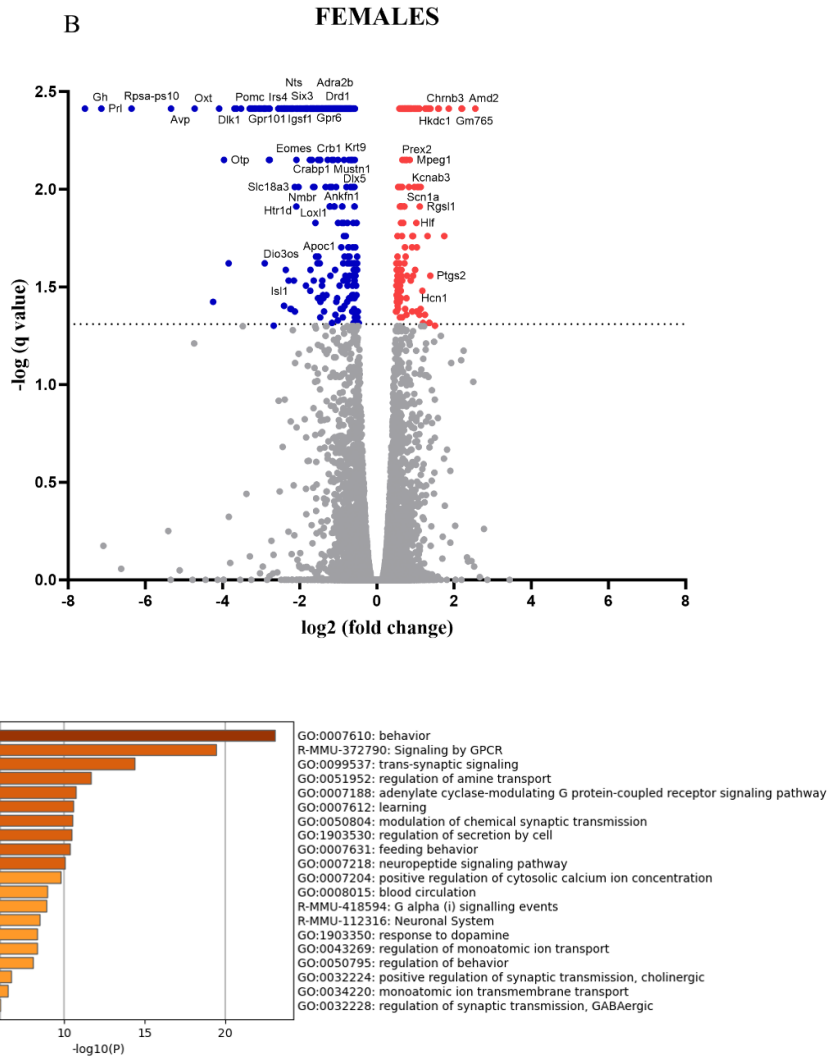 B
FEMALES
2.5
2.0
1.5
1.0
0.5
0.0
-log (q value)
Nts Adra2b
Gh Rpsa-ps10 Oxt Pomc Irs4 Six3 Drd1 Chrnb3 Amd2
Prl Avp Dlk1 Gpr101 Igsf1 Gpr6 Hkdc1 Gm765
Eomes Crb1 Krt9 Prex2
Otp Crabp1 Mustn1 Mpeg1
Slc18a3 Nmbr Ankfn1 Dlx5 Kcnab3
Scn1a
Htr1d Loxl1 Rgsl1
Hlf
Dio3os Apoc1
Isl1 Ptgs2
Hcn1
-8 -6 -4 -2 0 2 4 6 8
log2 (fold change)
GO:0007610: behavior
R-MMU-372790: Signaling by GPCR
GO:0099537: trans-synaptic signaling
GO:0051952: regulation of amine transport
GO:0007188: adenylate cyclase-modulating G protein-coupled receptor signaling pathway
GO:0007612: learning
GO:0050804: modulation of chemical synaptic transmission
GO:1903530: regulation of secretion by cell
GO:0007631: feeding behavior
GO:0007218: neuropeptide signaling pathway
GO:0007204: positive regulation of cytosolic calcium ion concentration
GO:0008015: blood circulation
R-MMU-418594: G alpha (i) signalling events
R-MMU-112316: Neuronal System
GO:1903350: response to dopamine
GO:0043269: regulation of monoatomic ion transport
GO:0050795: regulation of behavior
GO:0032224: positive regulation of synaptic transmission, cholinergic
GO:0034220: monoatomic ion transmembrane transport
GO:0032228: regulation of synaptic transmission, GABAergic
10 15 20
-log10(P)